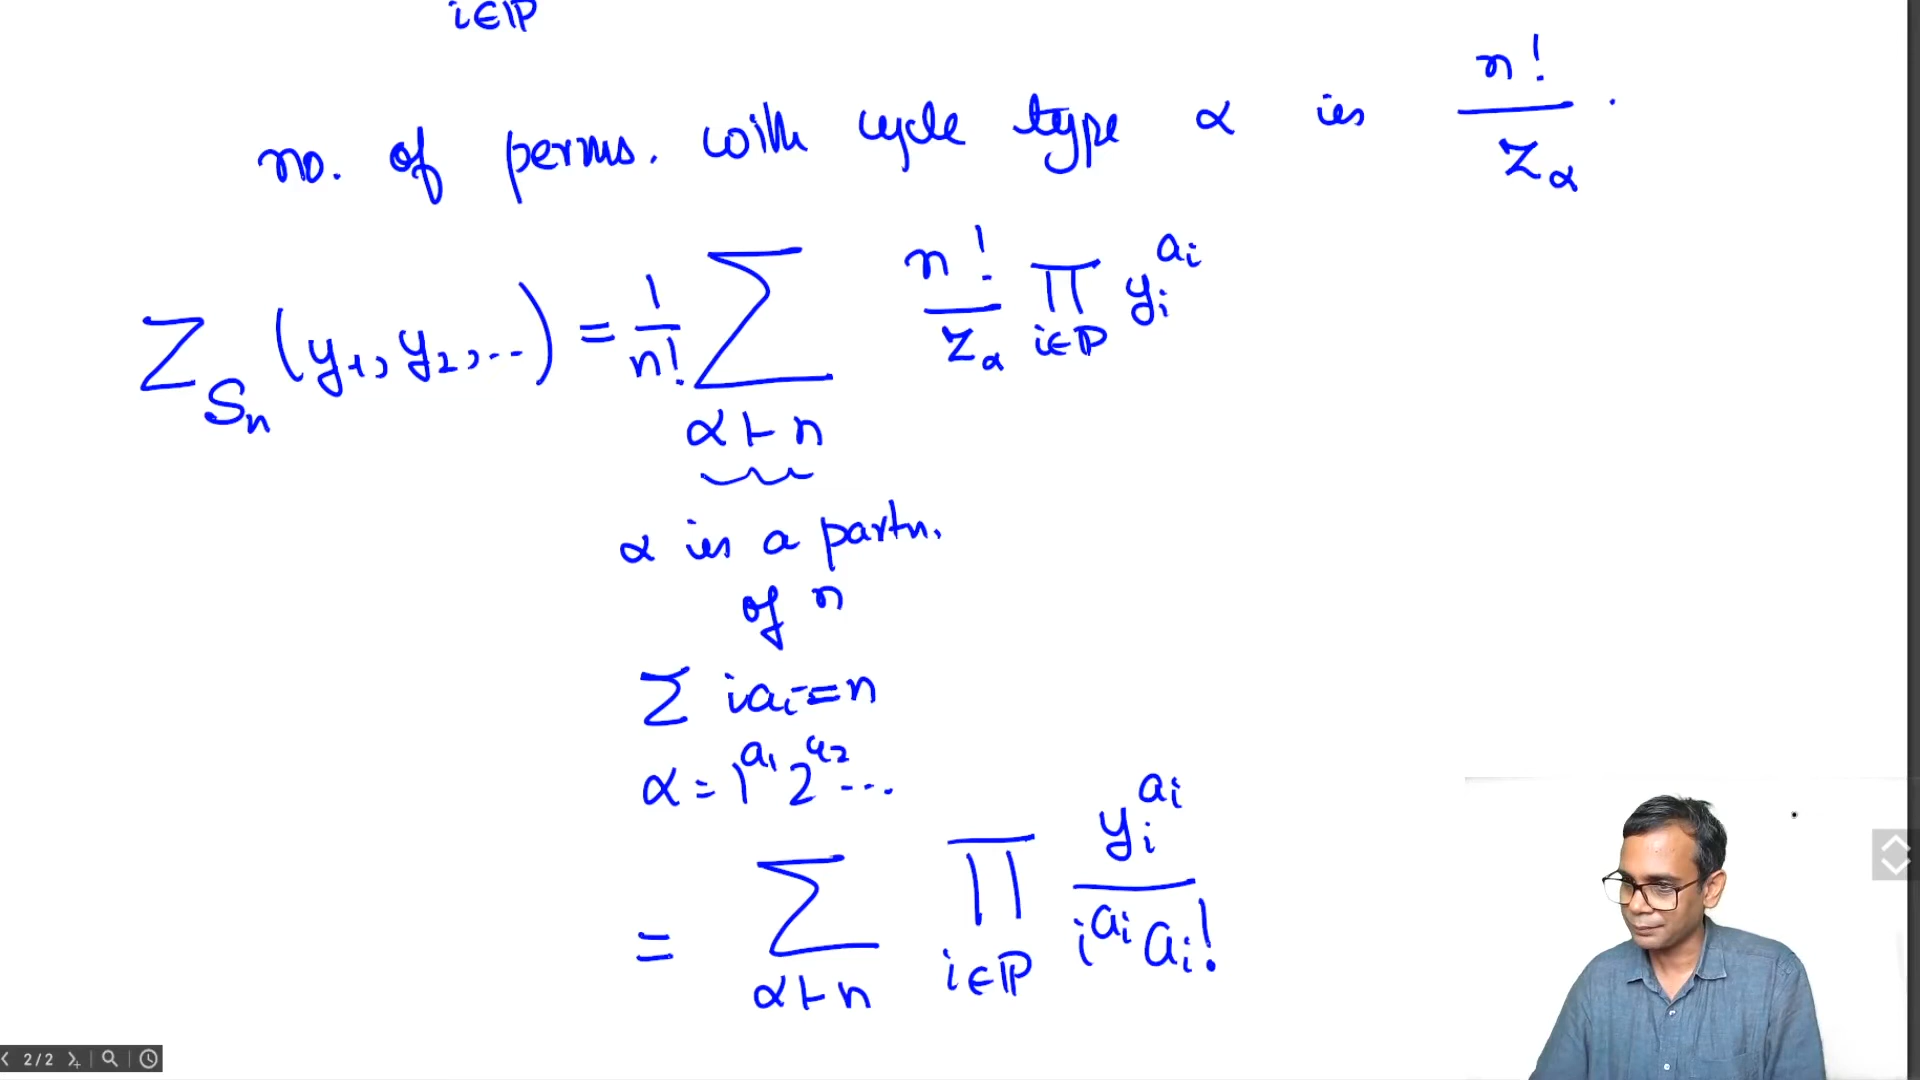 i∈ℙ
no. of perms. with cycle type α is n!/z_α .
Z_{S_n}(y_1, y_2, ...) = 1/n! ∑_{α⊢n} n!/z_α ∏_{i∈ℙ} y_i^{a_i}
α is a partn.
of n
∑ ia_i = n
α = 1^{a_1} 2^{a_2} ...
= ∑_{α⊢n} ∏_{i∈ℙ} y_i^{a_i} / i^{a_i} a_i!
2/2